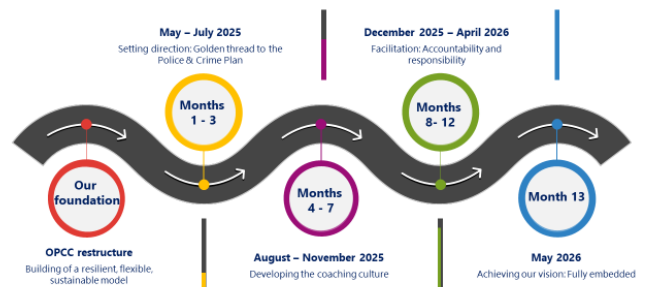 May – July 2025
Setting direction: Golden thread to the
Police & Crime Plan
December 2025 – April 2026
Facilitation: Accountability and
responsibility
Months
1 - 3
Months
8- 12
Our
foundation
Months
4 - 7
Month 13
OPCC restructure
Building of a resilient, flexible,
sustainable model
August – November 2025
Developing the coaching culture
May 2026
Achieving our vision: Fully embedded